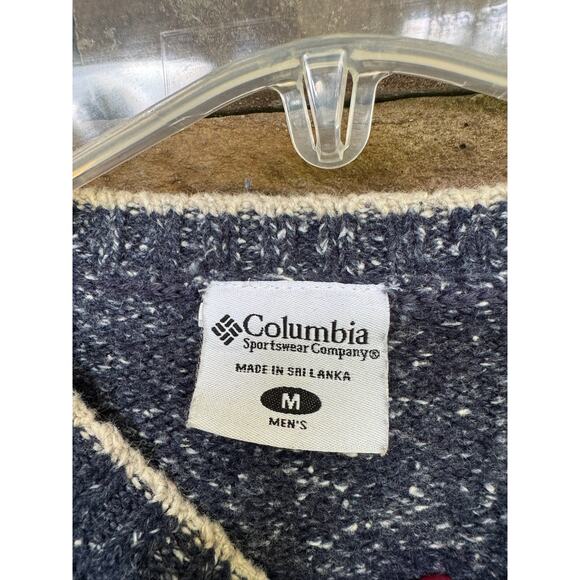 Columbia
Sportswear Company®
MADE IN SRI LANKA
M
MEN'S